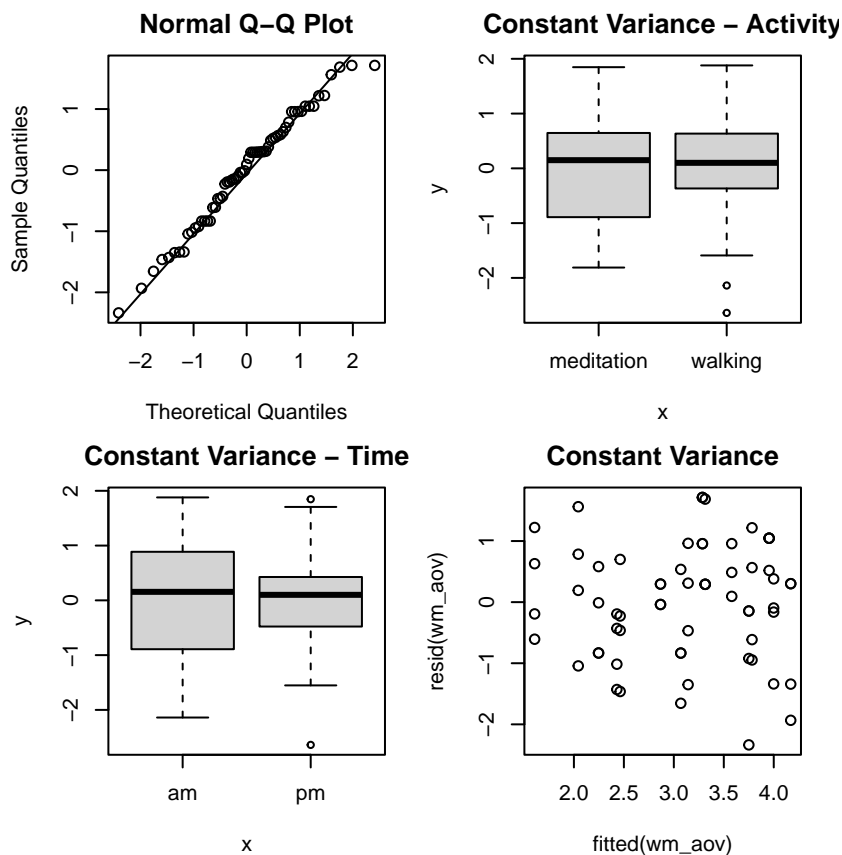 Normal Q−Q Plot
Sample Quantiles
1
0
−1
−2
−2 −1 0 1 2
Theoretical Quantiles
Constant Variance − Activity
y
2
1
0
−2
meditation walking
x
Constant Variance − Time
y
2
1
0
−1
−2
am pm
x
Constant Variance
resid(wm_aov)
1
0
−1
−2
2.0 2.5 3.0 3.5 4.0
fitted(wm_aov)